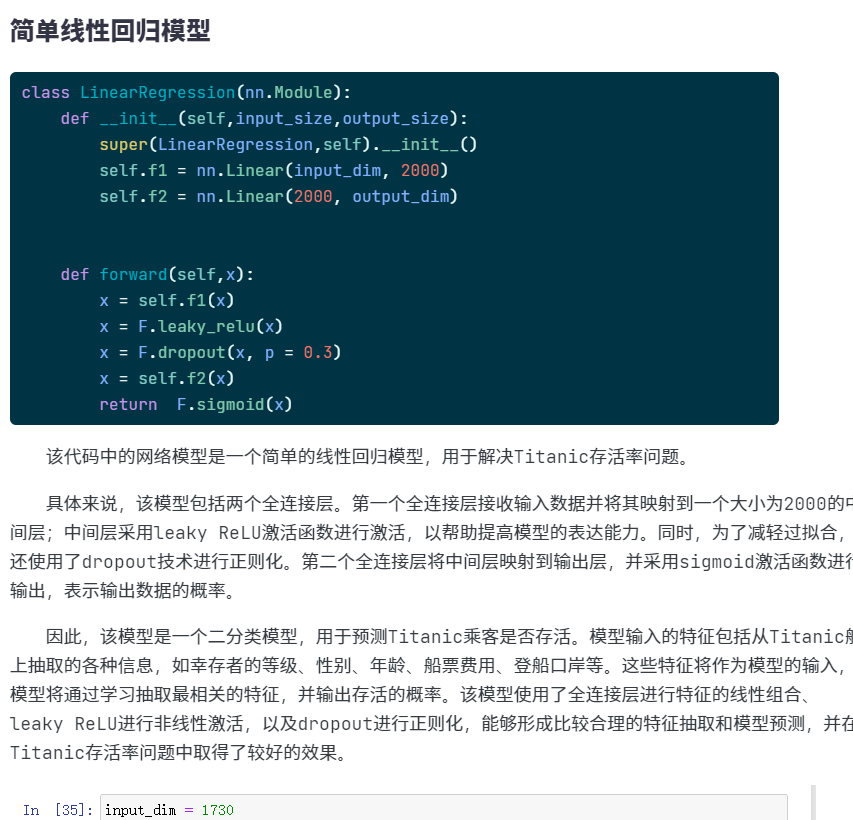 简单线性回归模型
class LinearRegression(nn.Module):
def __init__(self,input_size,output_size):
super(LinearRegression,self).__init__()
self.f1 = nn.Linear(input_dim, 2000)
self.f2 = nn.Linear(2000, output_dim)
def forward(self,x):
x = self.f1(x)
x = F.leaky_relu(x)
x = F.dropout(x, p = 0.3)
x = self.f2(x)
return  F.sigmoid(x)
该代码中的网络模型是一个简单的线性回归模型，用于解决Titanic存活率问题。
具体来说，该模型包括两个全连接层。第一个全连接层接收输入数据并将其映射到一个大小为2000的中
间层；中间层采用leaky ReLU激活函数进行激活，以帮助提高模型的表达能力。同时，为了减轻过拟合，
还使用了dropout技术进行正则化。第二个全连接层将中间层映射到输出层，并采用sigmoid激活函数进行
输出，表示输出数据的概率。
因此，该模型是一个二分类模型，用于预测Titanic乘客是否存活。模型输入的特征包括从Titanic船
上抽取的各种信息，如幸存者的等级、性别、年龄、船票费用、登船口岸等。这些特征将作为模型的输入，
模型将通过学习抽取最相关的特征，并输出存活的概率。该模型使用了全连接层进行特征的线性组合、
leaky ReLU进行非线性激活，以及dropout进行正则化，能够形成比较合理的特征抽取和模型预测，并在
Titanic存活率问题中取得了较好的效果。
In [35]: input_dim = 1730